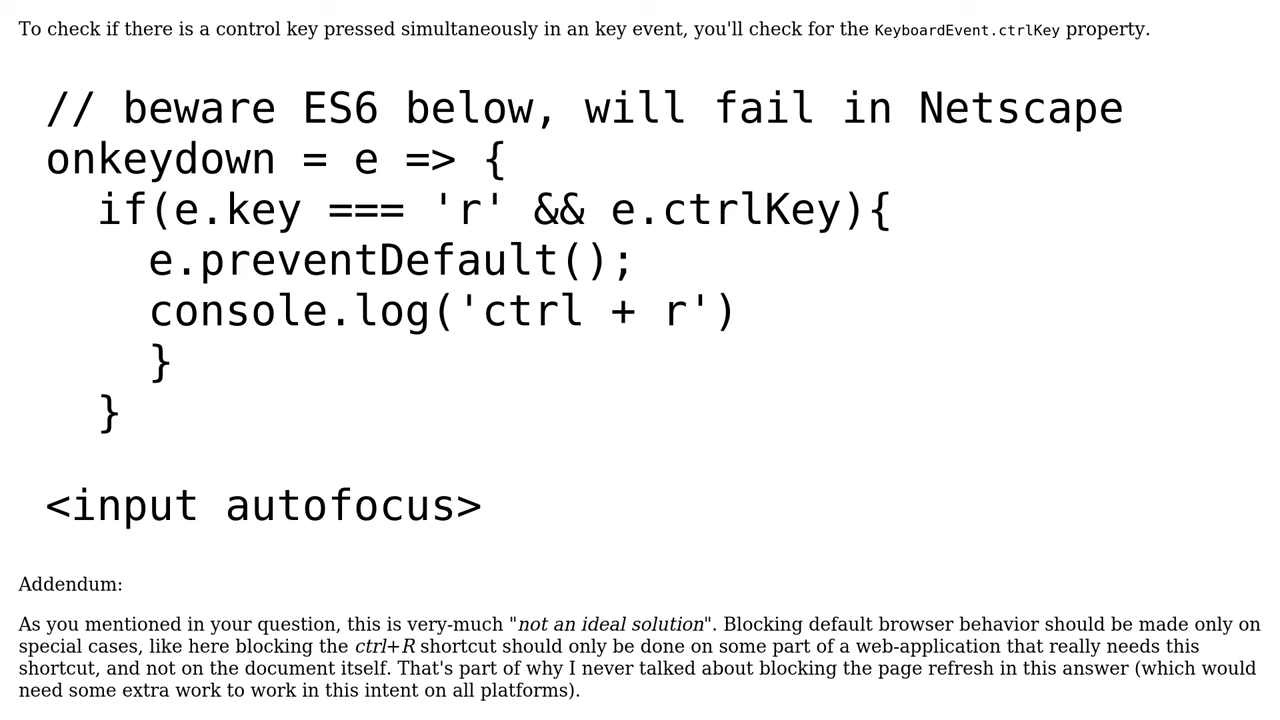 To check if there is a control key pressed simultaneously in an key event, you'll check for the KeyboardEvent.ctrlKey property.
// beware ES6 below, will fail in Netscape
onkeydown = e => {
  if(e.key === 'r' && e.ctrlKey){
    e.preventDefault();
    console.log('ctrl + r')
    }
  }
<input autofocus>
Addendum:
As you mentioned in your question, this is very-much "not an ideal solution". Blocking default browser behavior should be made only on
special cases, like here blocking the ctrl+R shortcut should only be done on some part of a web-application that really needs this
shortcut, and not on the document itself. That's part of why I never talked about blocking the page refresh in this answer (which would
need some extra work to work in this intent on all platforms).